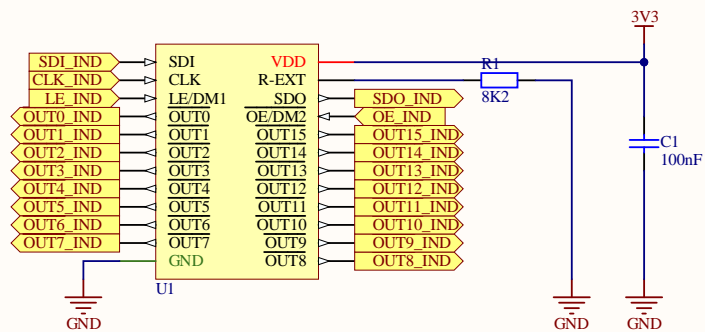 3V3
SDI_IND SDI VDD R1
CLK_IND CLK R-EXT 8K2
LE_IND LE/DM1 SDO SDO_IND
OUT0_IND OUT0 OE/DM2 OE_IND
OUT1_IND OUT1 OUT15 OUT15_IND
OUT2_IND OUT2 OUT14 OUT14_IND C1
OUT3_IND OUT3 OUT13 OUT13_IND 100nF
OUT4_IND OUT4 OUT12 OUT12_IND
OUT5_IND OUT5 OUT11 OUT11_IND
OUT6_IND OUT6 OUT10 OUT10_IND
OUT7_IND OUT7 OUT9 OUT9_IND
GND OUT8 OUT8_IND
U1
GND GND GND